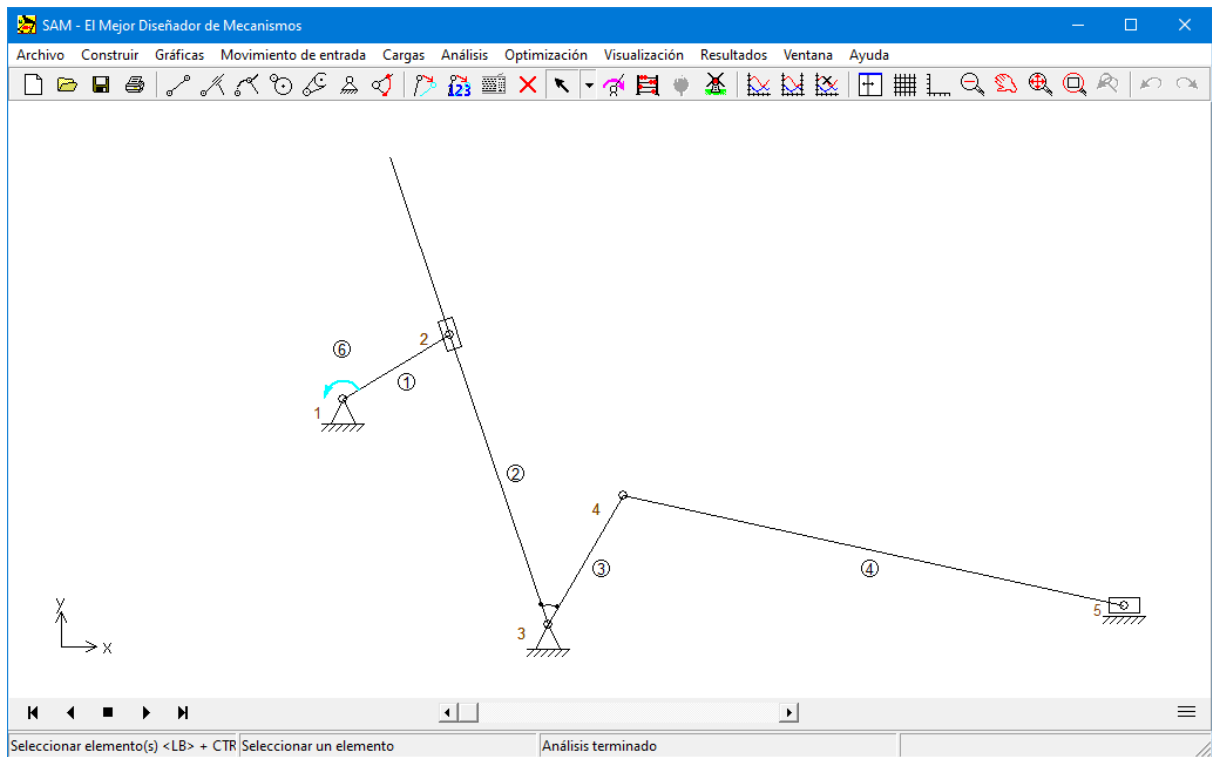 SAM - El Mejor Diseñador de Mecanismos
Archivo Construir Gráficas Movimiento de entrada Cargas Análisis Optimización Visualización Resultados Ventana Ayuda
123
2
6
1
1
2
4
3
4
5
3
y
x
Seleccionar elemento(s) <LB> + CTR Seleccionar un elemento Análisis terminado